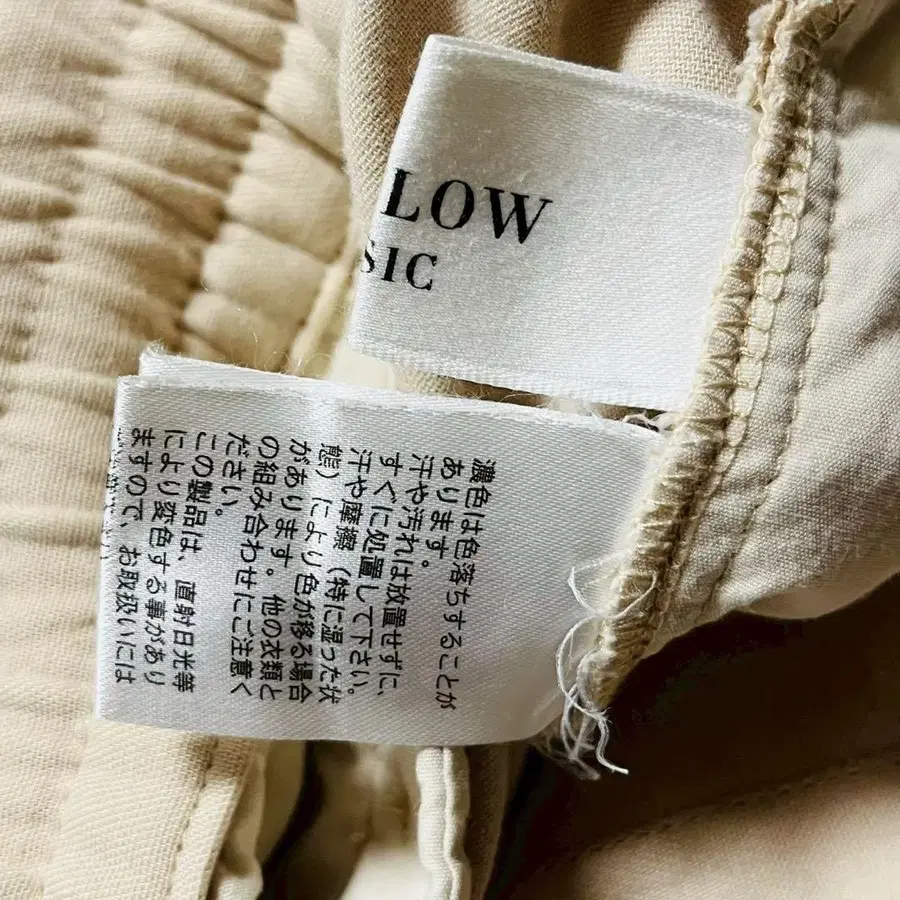 LOW
SIC
濃色は色落ちすることが
あります。
汗や汚れは放置せずに、
すぐに処置して下さい。
汗や摩擦（特に湿った状
態）により色が移る場合
があります。他の衣類と
の組み合わせにご注意く
ださい。
この製品は、直射日光等
により変色する事があり
ますので、お取扱いには